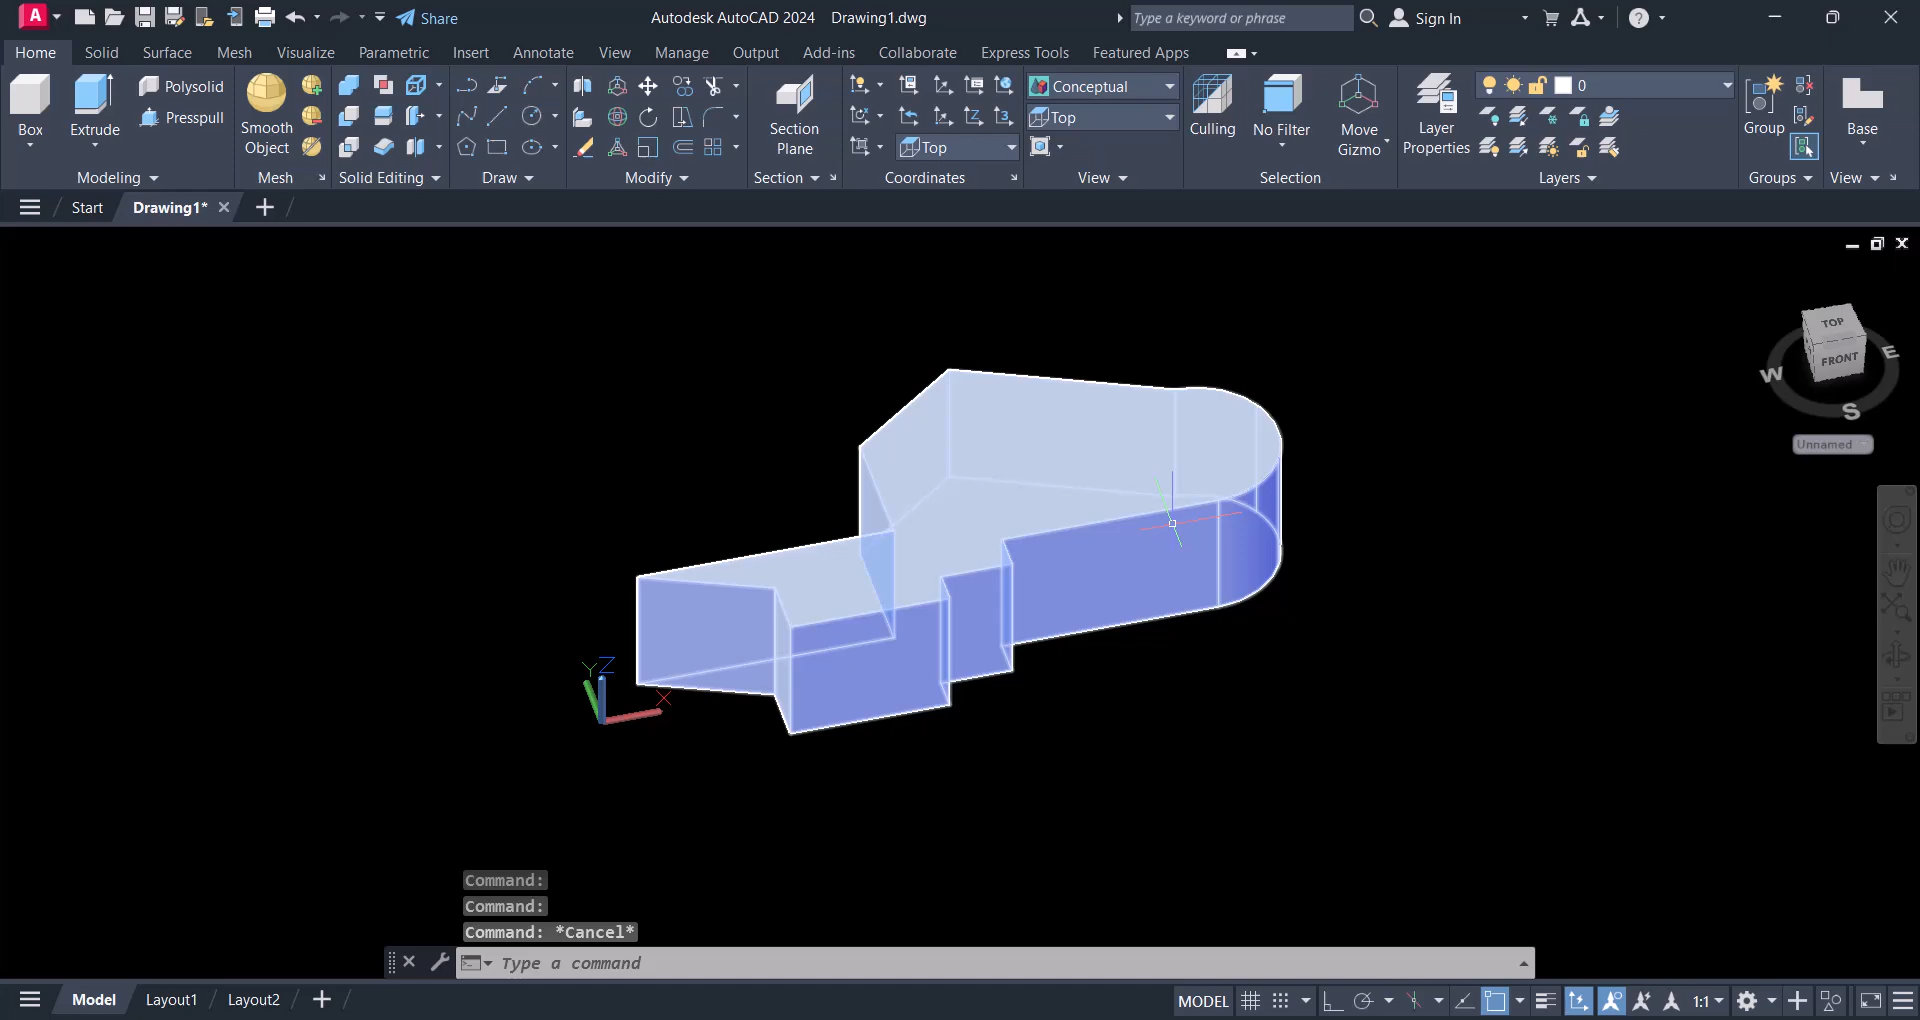 A
Share
Autodesk AutoCAD 2024 Drawing1.dwg
Type a keyword or phrase
Sign In
Home
Solid
Surface
Mesh
Visualize
Parametric
Insert
Annotate
View
Manage
Output
Add-ins
Collaborate
Express Tools
Featured Apps
Box
Extrude
Polysolid
Presspull
Modeling
Smooth
Object
Mesh
Solid Editing
Draw
Modify
Section
Plane
Section
Top
Coordinates
Conceptual
Top
View
Culling
No Filter
Move
Gizmo
Selection
Layer
Properties
0
Layers
Group
Groups
Base
View
Start
Drawing1*
TOP
FRONT
W
E
S
Unnamed
Y
Z
X
Command:
Command:
Command: *Cancel*
Type a command
Model
Layout1
Layout2
MODEL
1:1